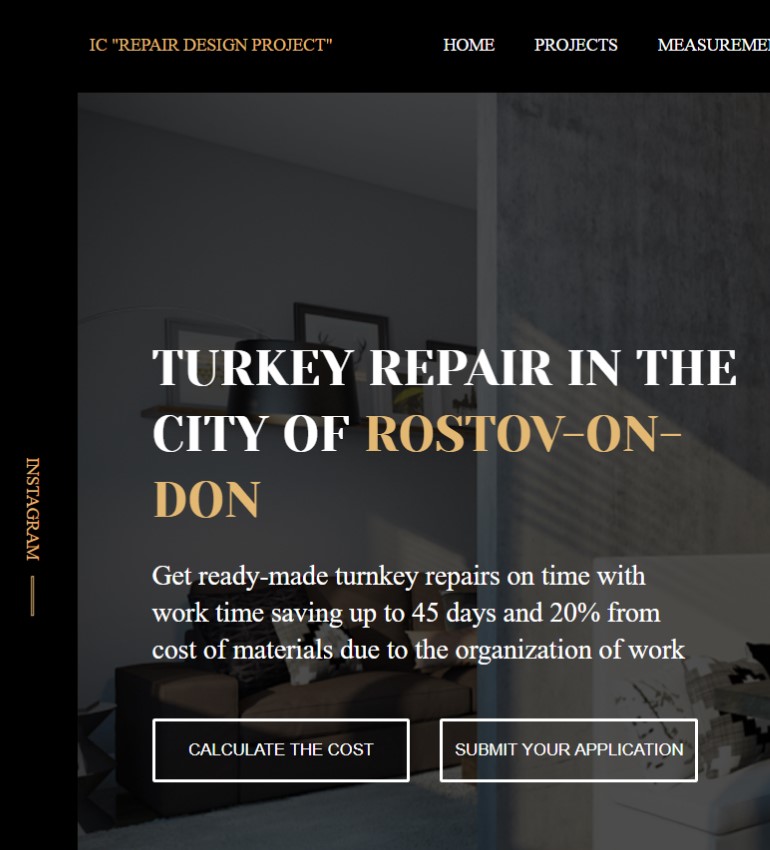 IC "REPAIR DESIGN PROJECT"
HOME
PROJECTS
TURKEY REPAIR IN THE
CITY OF ROSTOV-ON-
DON
INSTAGRAM
Get ready-made turnkey repairs on time with
work time saving up to 45 days and 20% from
cost of materials due to the organization of work
CALCULATE THE COST
SUBMIT YOUR APPLICATION